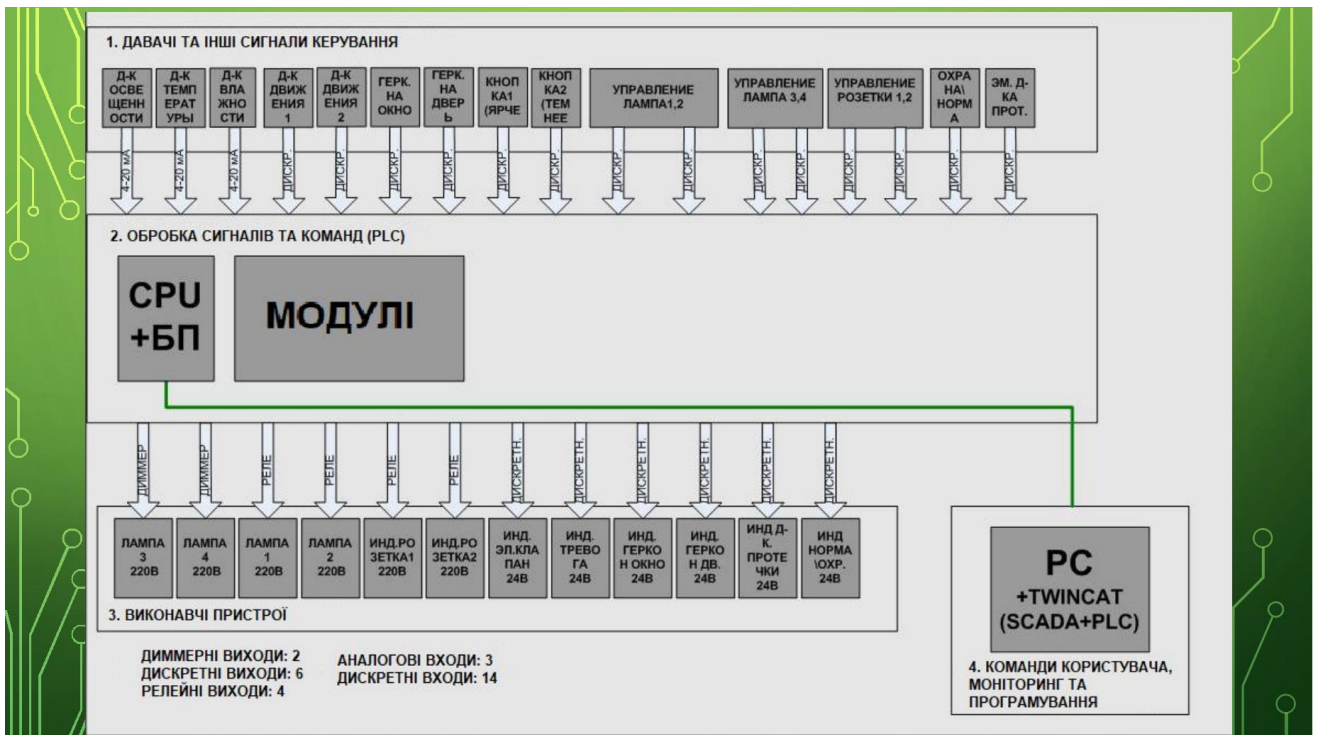 1. ДАВАЧІ ТА ІНШІ СИГНАЛИ КЕРУВАННЯ
Д-К
ОСВЕ
ЩЕНН
ОСТИ
Д-К
ТЕМП
ЕРАТ
УРЫ
Д-К
ВЛА
ЖНО
СТИ
Д-К
ДВИЖ
ЕНИЯ
1
Д-К
ДВИЖ
ЕНИЯ
2
ГЕРК.
НА
ОКНО
ГЕРК.
НА
ДВЕР
Ь
КНОП
КА1
(ЯРЧЕ
КНОП
КА2
(ТЕМ
НЕЕ
УПРАВЛЕНИЕ
ЛАМПА1,2
УПРАВЛЕНИЕ
ЛАМПА 3,4
УПРАВЛЕНИЕ
РОЗЕТКИ 1,2
ОХРА
НА\
НОРМ
А
ЭМ. Д-
КА
ПРОТ.
4-20 мА
4-20 мА
4-20 мА
ДИСКР.
ДИСКР.
ДИСКР.
ДИСКР.
ДИСКР.
ДИСКР.
ДИСКР.
ДИСКР.
ДИСКР.
ДИСКР.
ДИСКР.
ДИСКР.
ДИСКР.
ДИСКР.
2. ОБРОБКА СИГНАЛІВ ТА КОМАНД (PLC)
CPU
+БП
МОДУЛІ
ДИММЕР
ДИММЕР
РЕЛЕ
РЕЛЕ
РЕЛЕ
РЕЛЕ
ДИСКРЕТН.
ДИСКРЕТН.
ДИСКРЕТН.
ДИСКРЕТН.
ДИСКРЕТН.
ДИСКРЕТН.
ЛАМПА
3
220В
ЛАМПА
4
220В
ЛАМПА
1
220В
ЛАМПА
2
220В
ИНД.РО
ЗЕТКА1
220В
ИНД.РО
ЗЕТКА2
220В
ИНД.
ЭЛ.КЛА
ПАН
24В
ИНД.
ТРЕВО
ГА
24В
ИНД.
ГЕРКО
Н ОКНО
24В
ИНД.
ГЕРКО
Н ДВ.
24В
ИНД Д-
К.
ПРОТЕ
ЧКИ
24В
ИНД
НОРМА
\ОХР.
24В
3. ВИКОНАВЧІ ПРИСТРОЇ
PC
+TWINCAT
(SCADA+PLC)
4. КОМАНДИ КОРИСТУВАЧА,
МОНІТОРИНГ ТА
ПРОГРАМУВАННЯ
ДИММЕРНІ ВИХОДИ: 2
ДИСКРЕТНІ ВИХОДИ: 6
РЕЛЕЙНІ ВИХОДИ: 4
АНАЛОГОВІ ВХОДИ: 3
ДИСКРЕТНІ ВХОДИ: 14